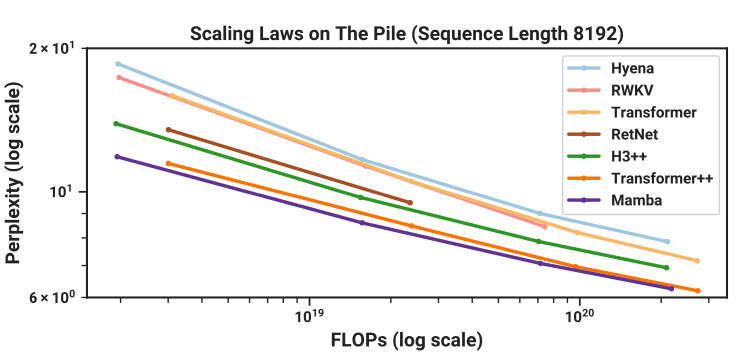 Scaling Laws on The Pile (Sequence Length 8192)
2 × 10¹
10¹
6 × 10⁰
Perplexity (log scale)
Hyena
RWKV
Transformer
RetNet
H3++
Transformer++
Mamba
10¹⁹
10²⁰
FLOPs (log scale)